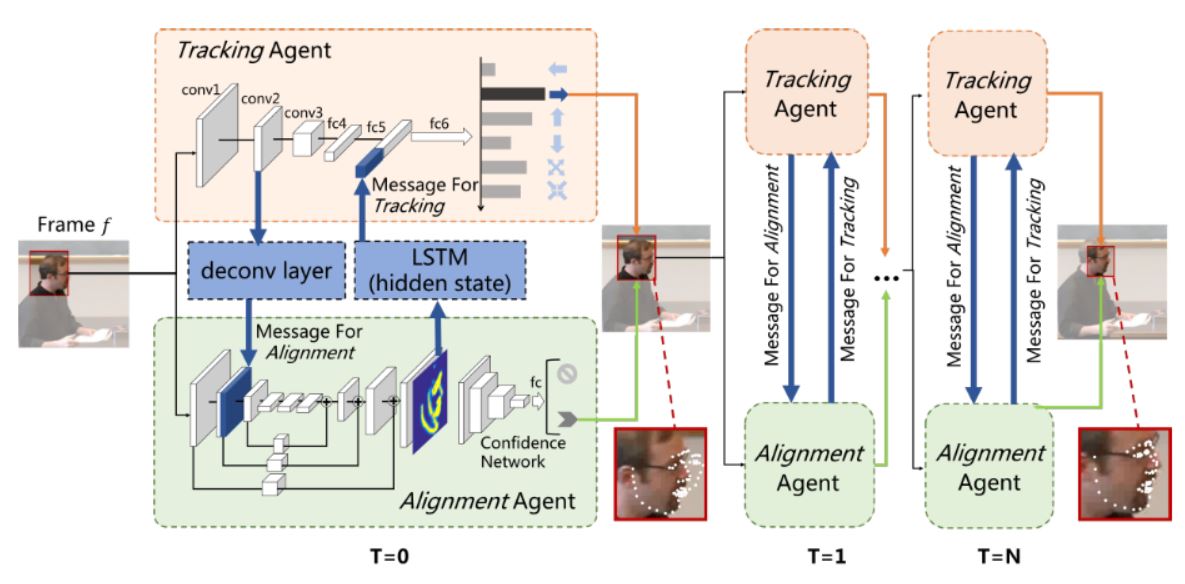 Tracking Agent
conv1
conv2
conv3
fc4
fc5
fc6
Message For
Tracking
Frame f
deconv layer
LSTM
(hidden state)
Message For
Alignment
fc
Confidence
Network
Alignment Agent
T=0
Tracking
Agent
Message For Alignment
Message For Tracking
Alignment
Agent
T=1
...
Tracking
Agent
Message For Alignment
Message For Tracking
Alignment
Agent
T=N